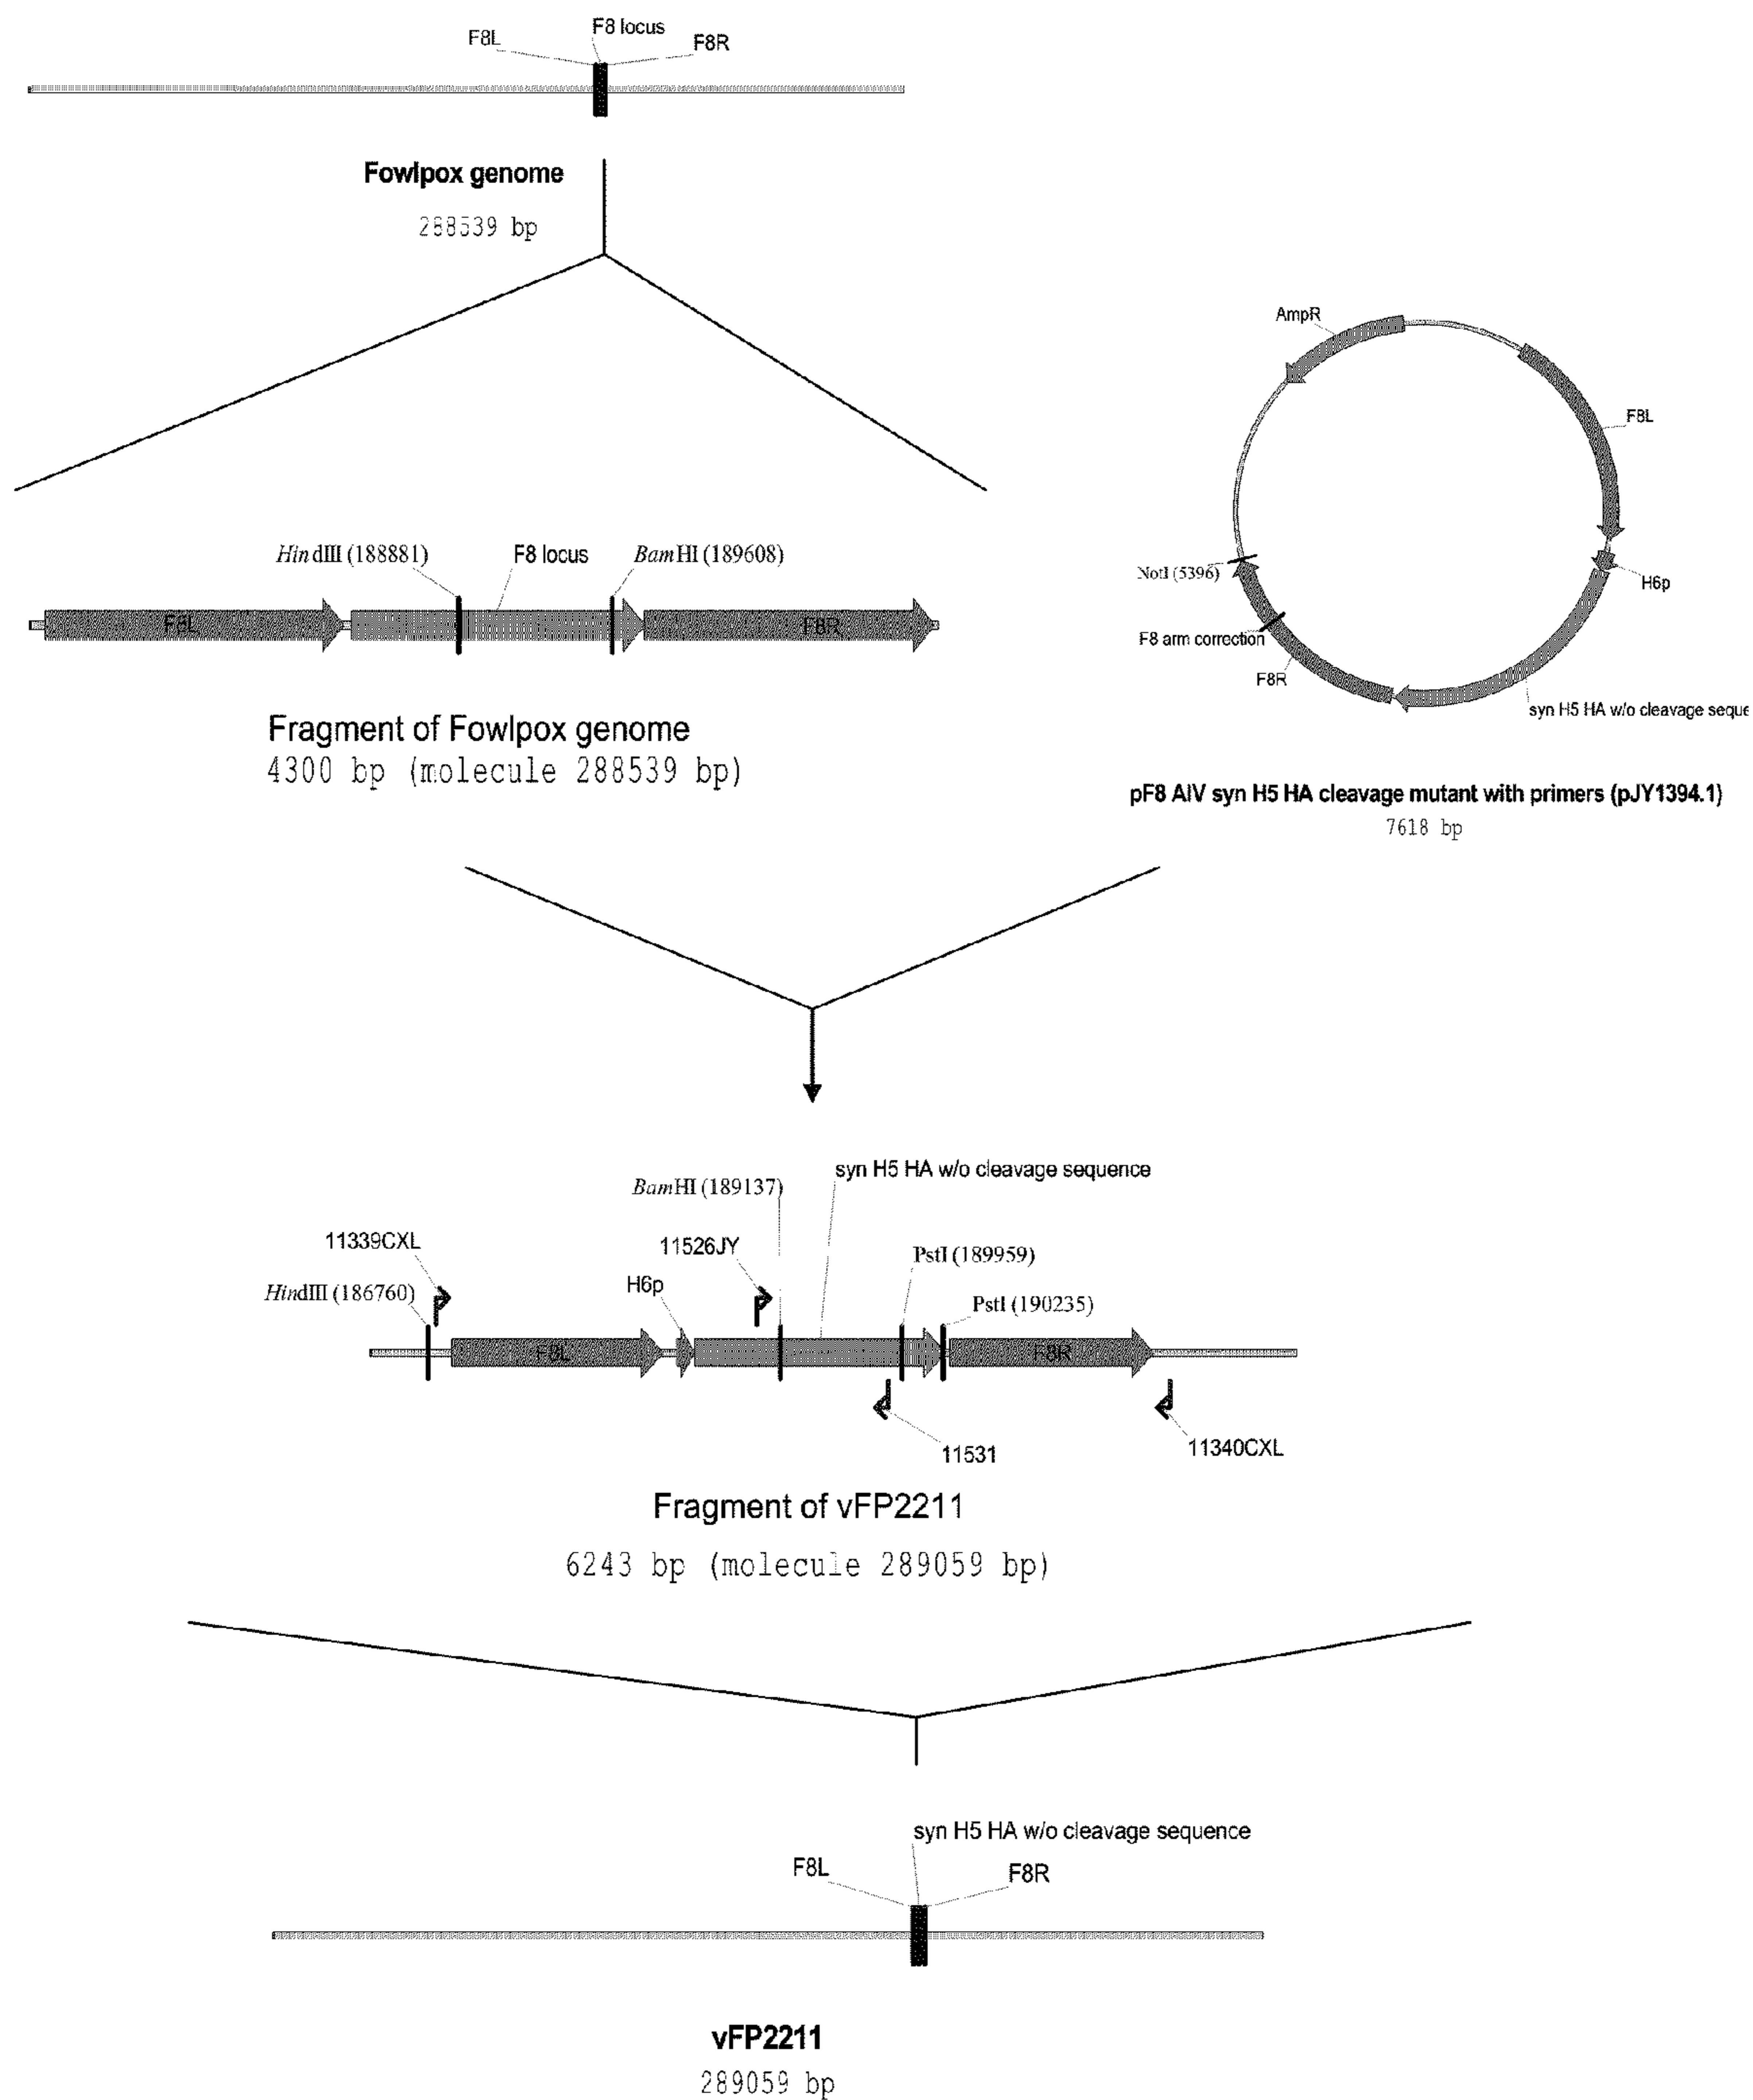 F8 locus
F8L
F8R
Fowlpox genome
288539 bp
AmpR
F8L
NotI (5396)
H6p
F8 arm correction
F8R
syn H5 HA w/o cleavage seque
pF8 AIV syn H5 HA cleavage mutant with primers (pJY1394.1)
7618 bp
HindIII (188881)
F8 locus
BamHI (189608)
F8L
F8R
Fragment of Fowlpox genome
4300 bp (molecule 288539 bp)
syn H5 HA w/o cleavage sequence
BamHI (189137)
11339CXL
11526JY
PstI (189959)
H6p
HindIII (186760)
PstI (190235)
F8L
F8R
11531
11340CXL
Fragment of vFP2211
6243 bp (molecule 289059 bp)
syn H5 HA w/o cleavage sequence
F8L
F8R
vFP2211
289059 bp